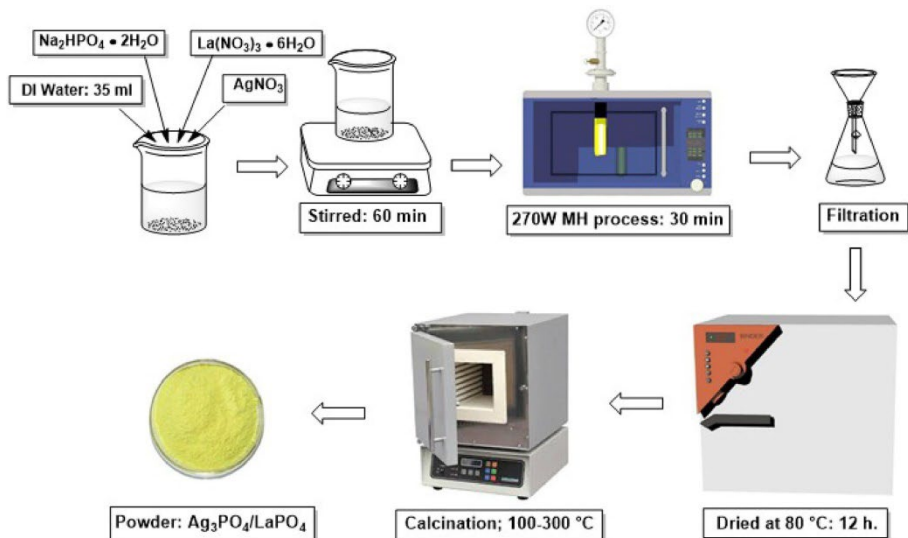 Na₂HPO₄ • 2H₂O
La(NO₃)₃ • 6H₂O
DI Water: 35 ml
AgNO₃
Stirred: 60 min
270W MH process: 30 min
Filtration
Dried at 80 °C: 12 h.
Calcination; 100-300 °C
Powder: Ag₃PO₄/LaPO₄